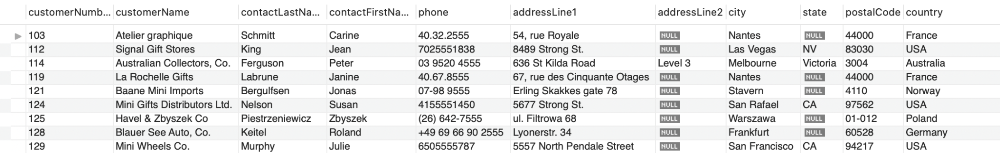 customerNumb... customerName contactLastNa... contactFirstNa... phone addressLine1 addressLine2 city state postalCode country
103 Atelier graphique Schmitt Carine 40.32.2555 54, rue Royale NULL Nantes NULL 44000 France
112 Signal Gift Stores King Jean 7025551838 8489 Strong St. NULL Las Vegas NV 83030 USA
114 Australian Collectors, Co. Ferguson Peter 03 9520 4555 636 St Kilda Road Level 3 Melbourne Victoria 3004 Australia
119 La Rochelle Gifts Labrune Janine 40.67.8555 67, rue des Cinquante Otages NULL Nantes NULL 44000 France
121 Baane Mini Imports Bergulfsen Jonas 07-98 9555 Erling Skakkes gate 78 NULL Stavern NULL 4110 Norway
124 Mini Gifts Distributors Ltd. Nelson Susan 4155551450 5677 Strong St. NULL San Rafael CA 97562 USA
125 Havel & Zbyszek Co Piestrzeniewicz Zbyszek (26) 642-7555 ul. Filtrowa 68 NULL Warszawa NULL 01-012 Poland
128 Blauer See Auto, Co. Keitel Roland +49 69 66 90 2555 Lyonerstr. 34 NULL Frankfurt NULL 60528 Germany
129 Mini Wheels Co. Murphy Julie 6505555787 5557 North Pendale Street NULL San Francisco CA 94217 USA